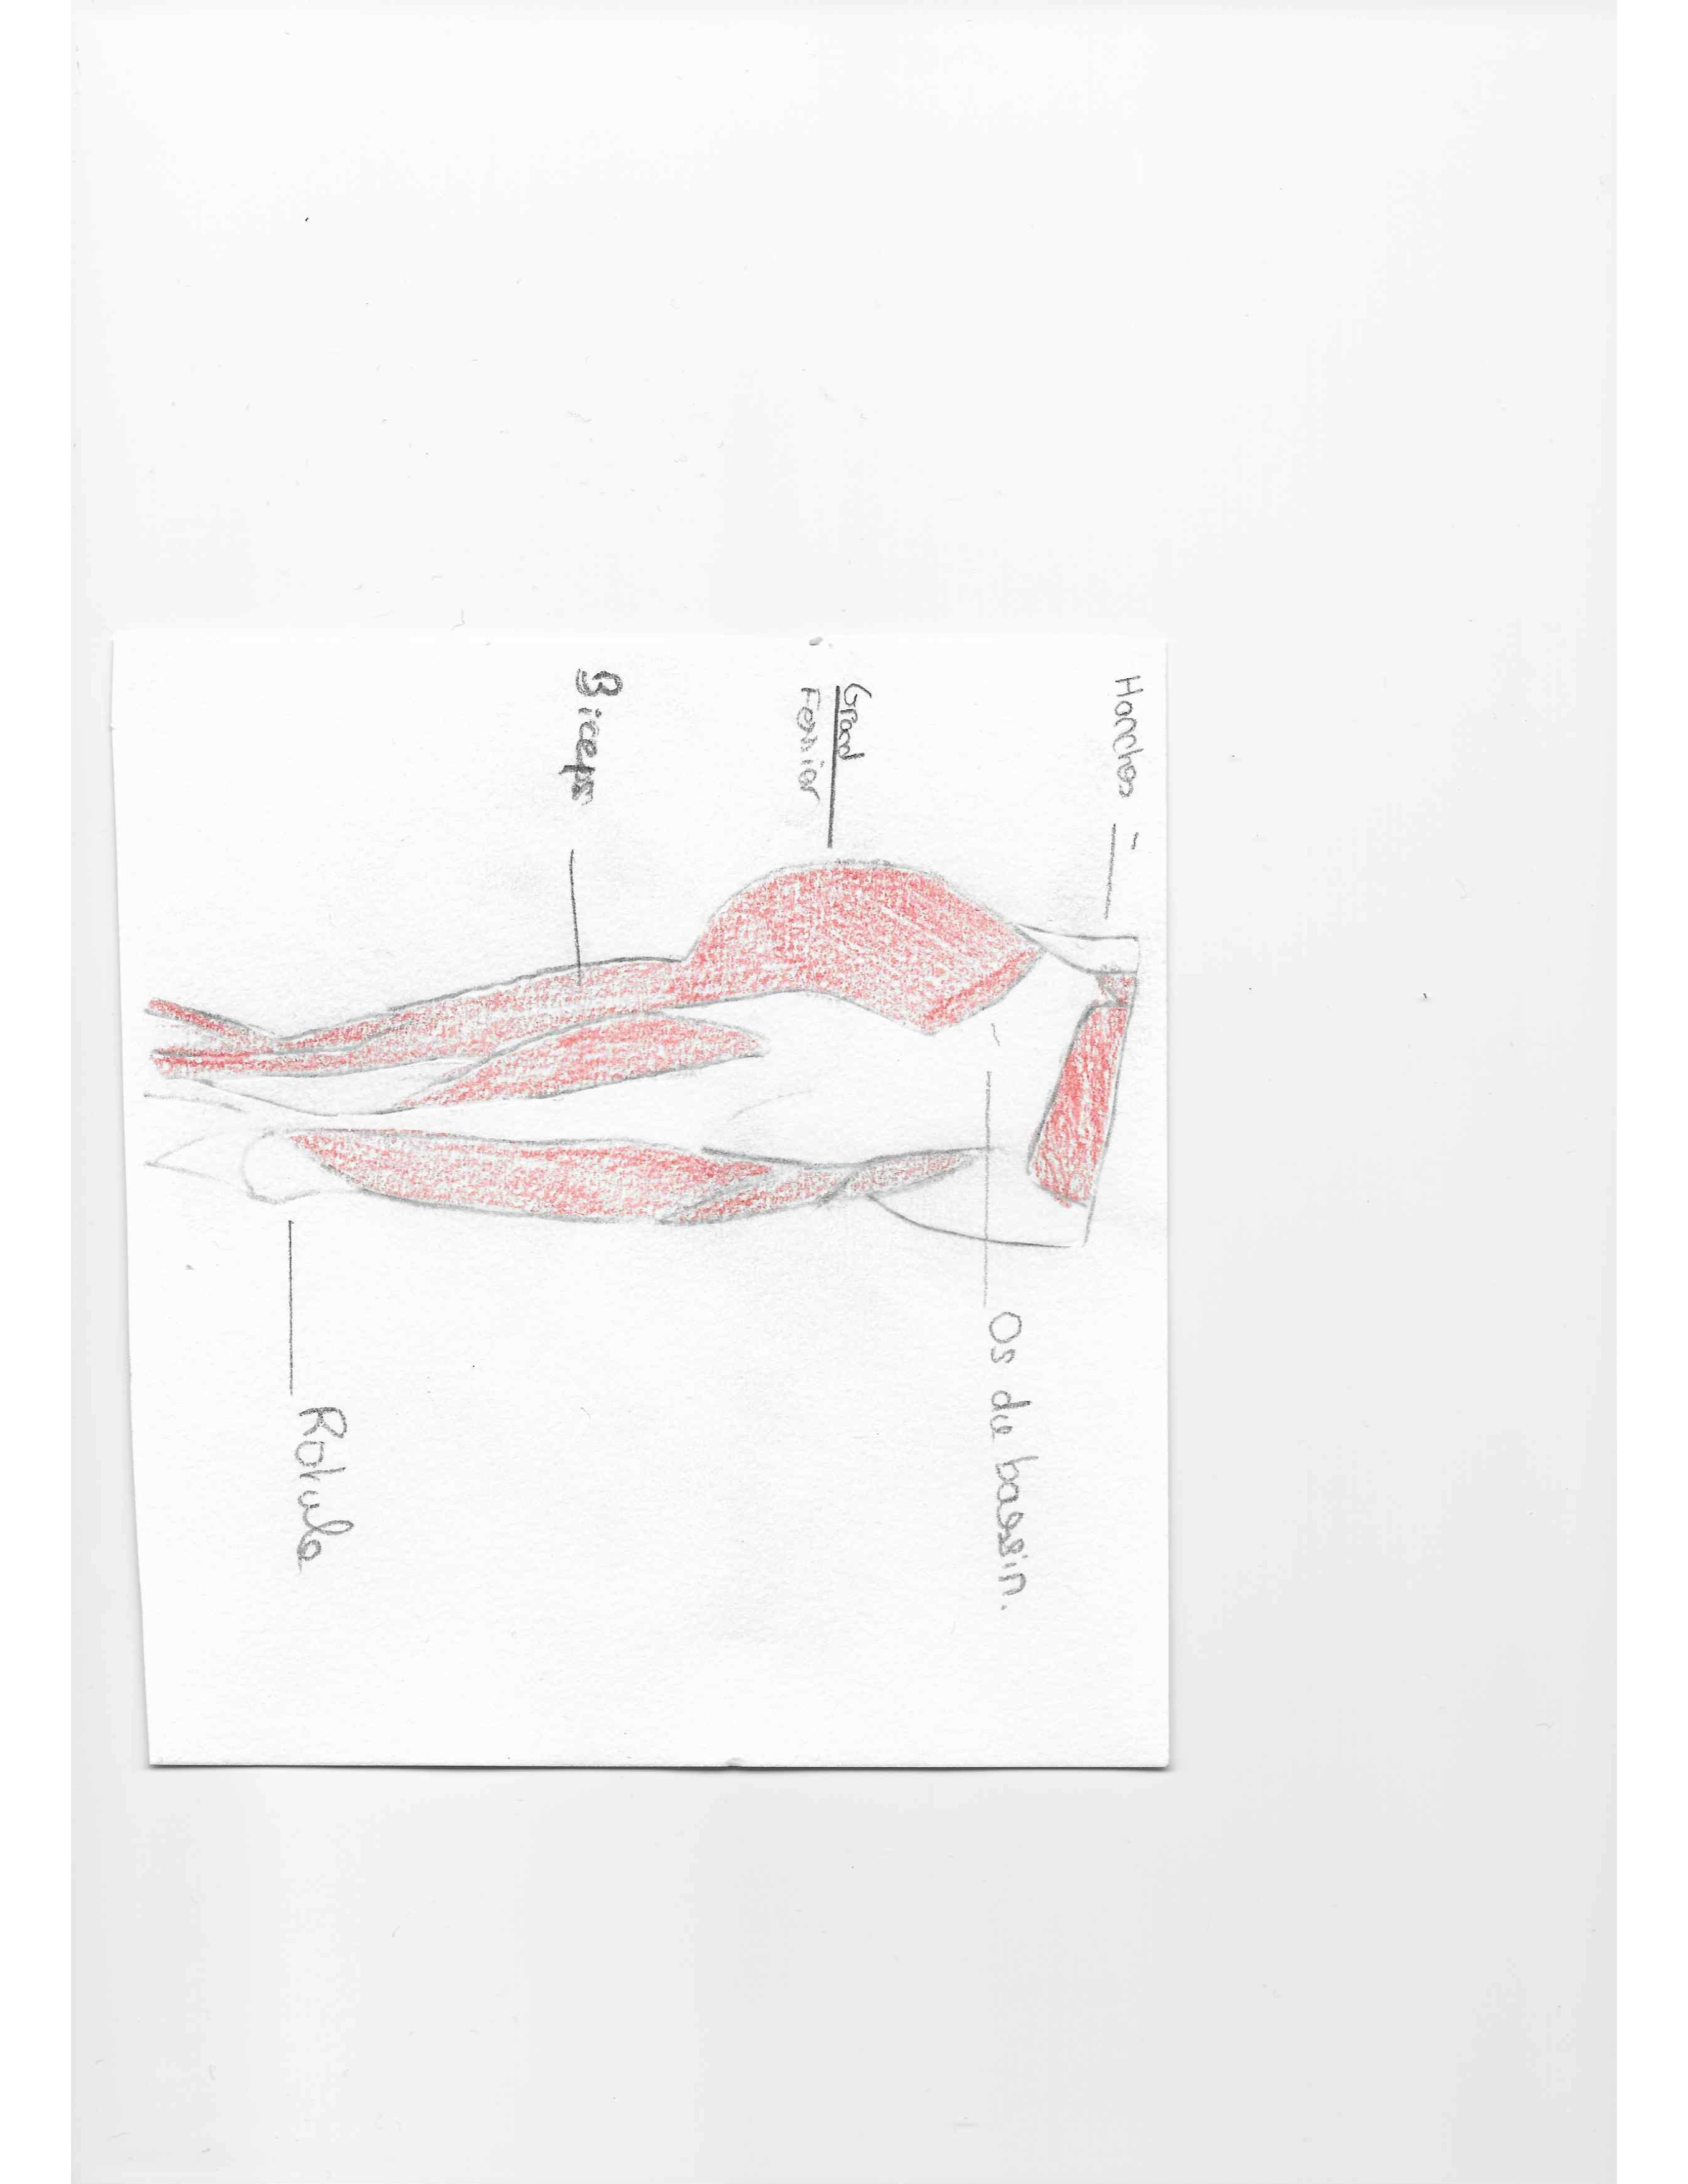 Hanches
Grand
Fessier
Biceps
Os du bassin.
Rotule